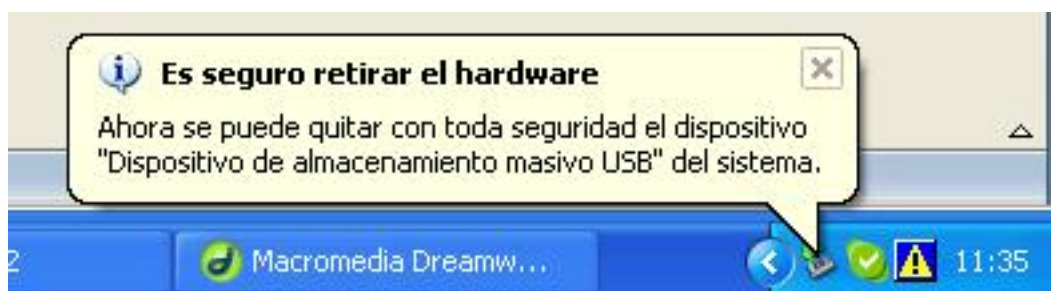 Es seguro retirar el hardware
Ahora se puede quitar con toda seguridad el dispositivo
"Dispositivo de almacenamiento masivo USB" del sistema.
2
Macromedia Dreamw...
11:35